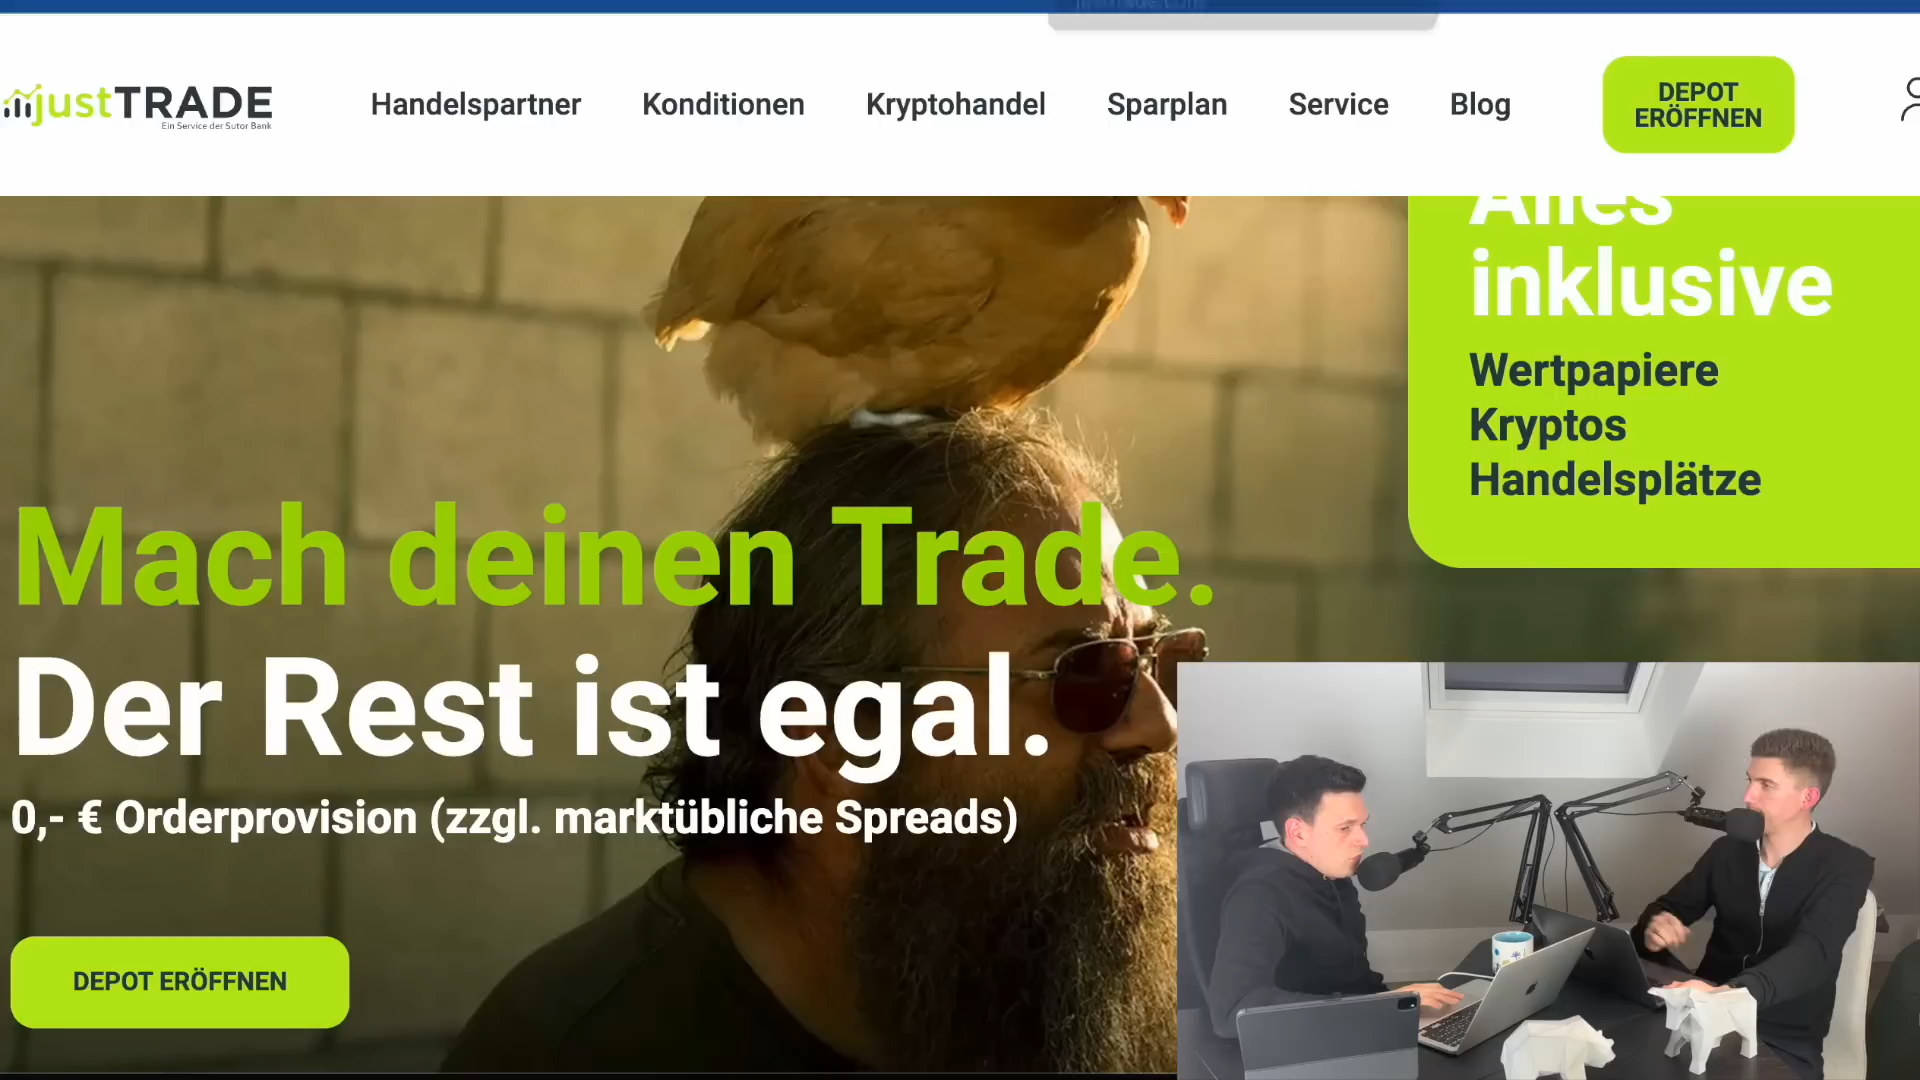 justTRADE
Ein Service der Sutor Bank
Handelspartner
Konditionen
Kryptohandel
Sparplan
Service
Blog
DEPOT
ERÖFFNEN
Alles
inklusive
Wertpapiere
Kryptos
Handelsplätze
Mach deinen Trade.
Der Rest ist egal.
0,- € Orderprovision (zzgl. marktübliche Spreads)
DEPOT ERÖFFNEN